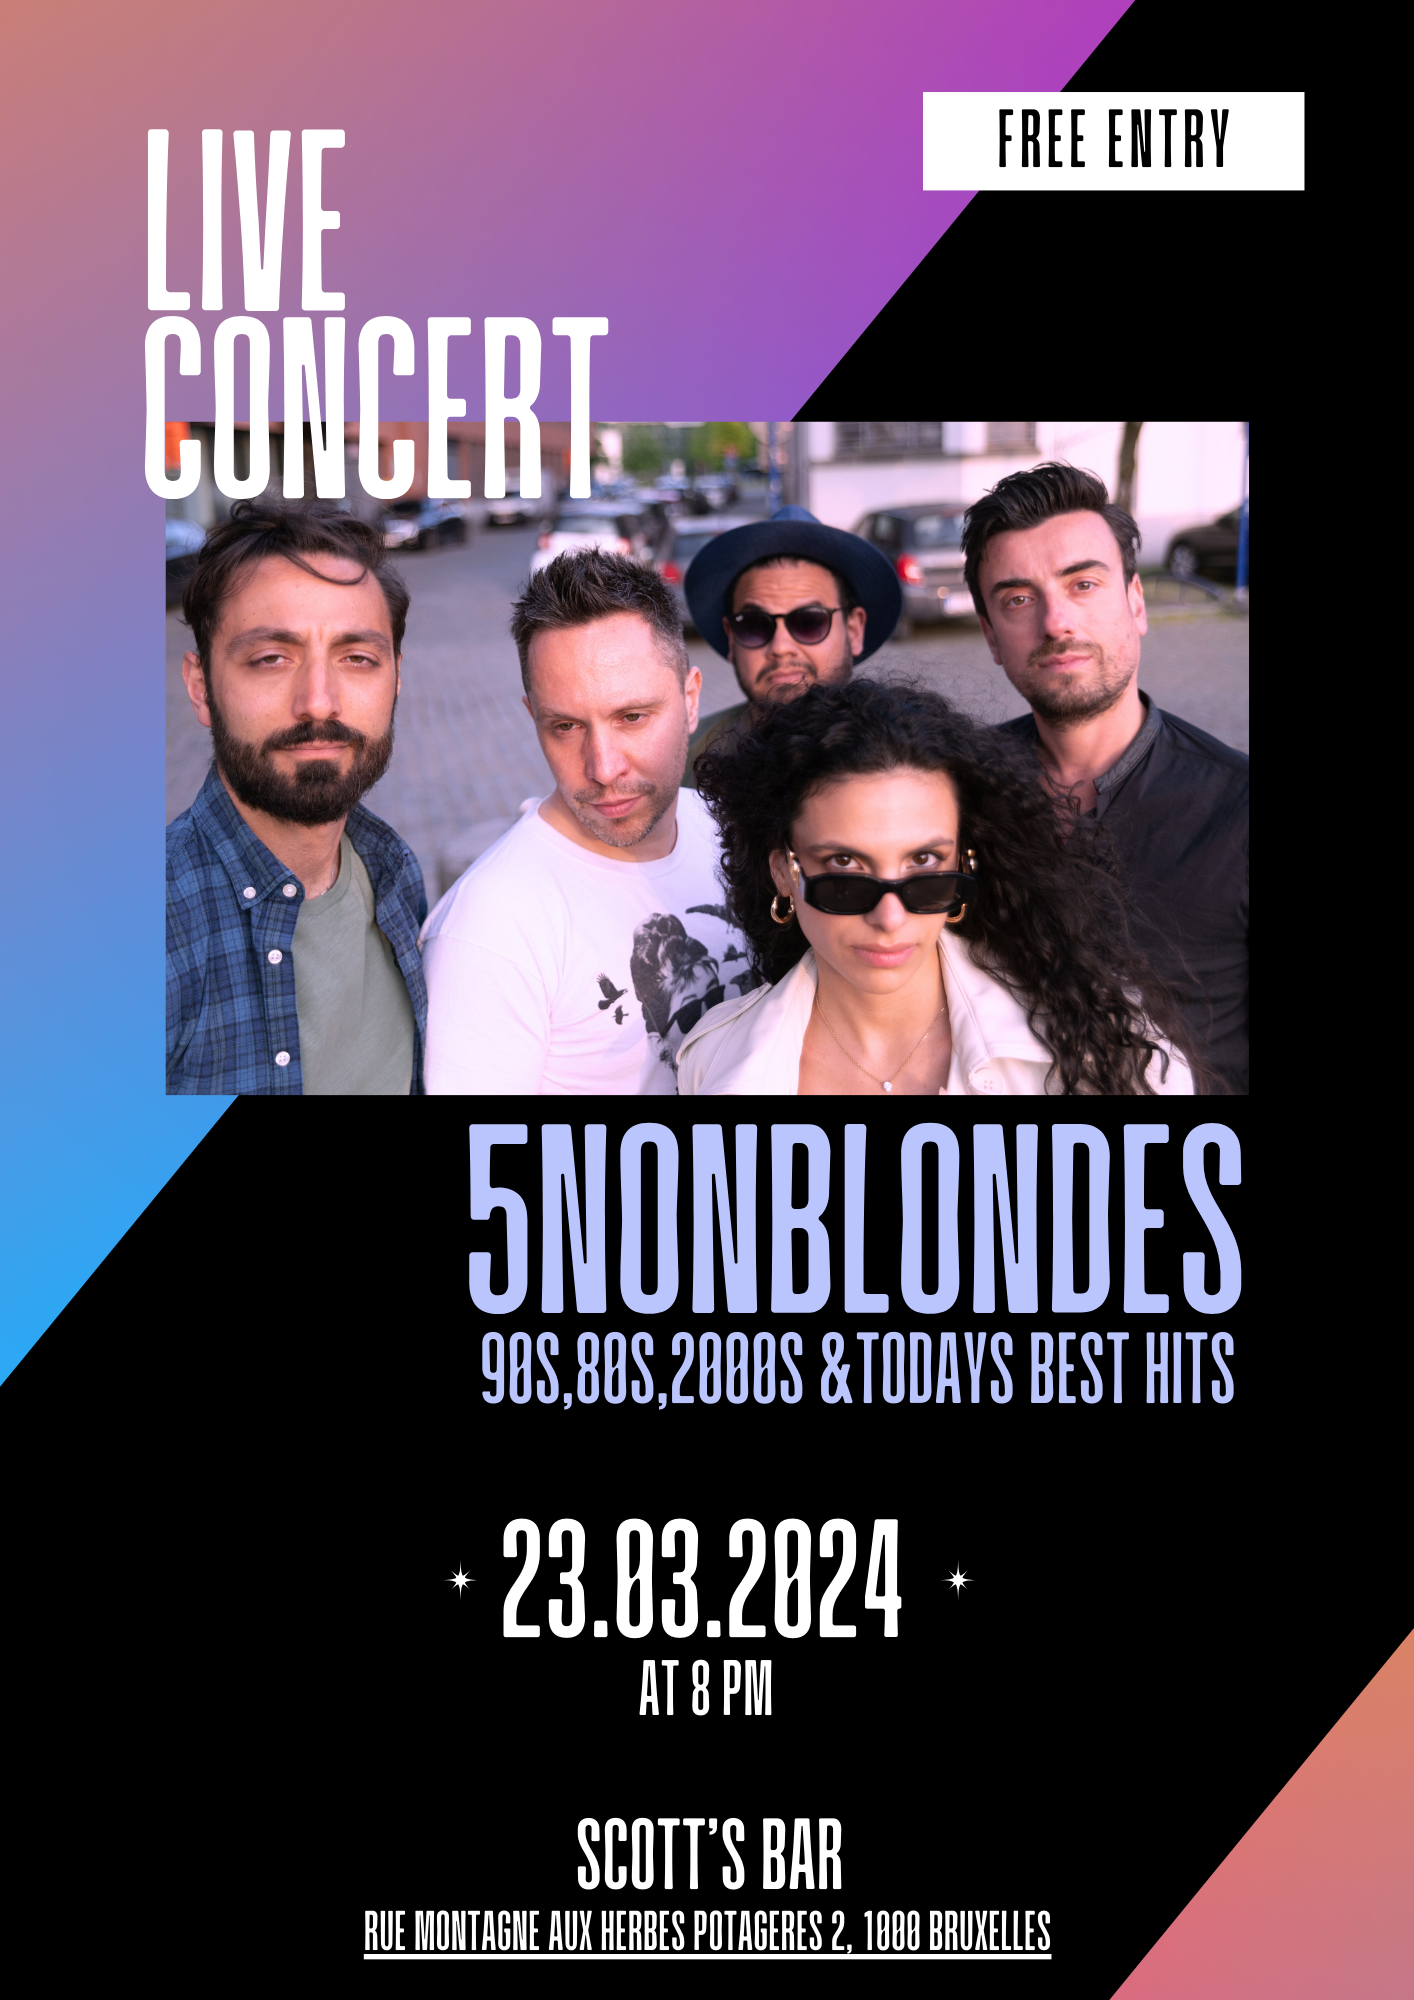 FREE ENTRY
LIVE
CONCERT
5NONBLONDES
90S,80S,2000S &TODAYS BEST HITS
23.03.2024
AT 8 PM
SCOTT'S BAR
RUE MONTAGNE AUX HERBES POTAGERES 2, 1000 BRUXELLES